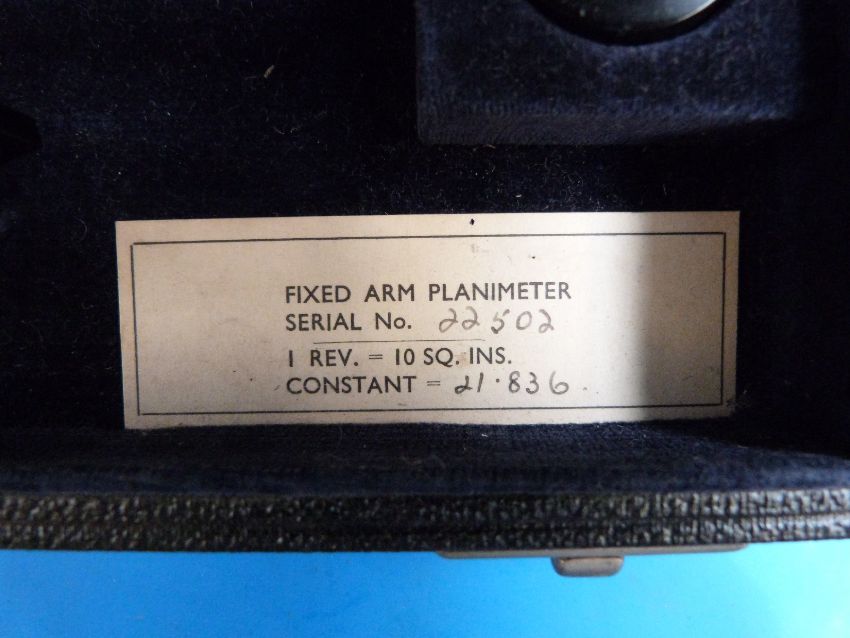 FIXED ARM PLANIMETER
SERIAL No. 22502
1 REV. = 10 SQ. INS.
CONSTANT = 21·836